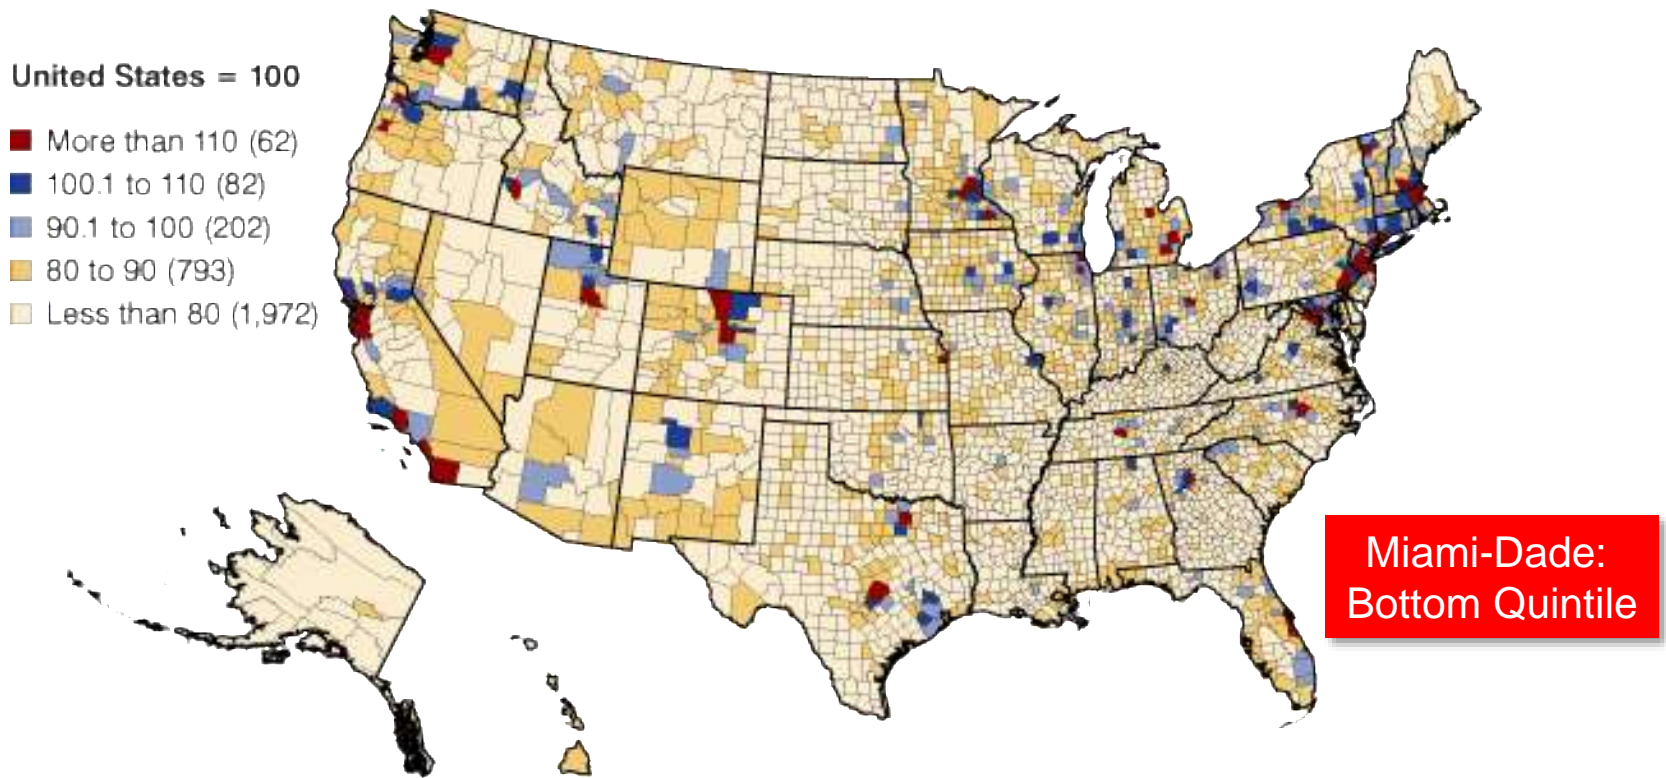 United States = 100
More than 110 (62)
100.1 to 110 (82)
90.1 to 100 (202)
80 to 90 (793)
Less than 80 (1,972)
Miami-Dade:
Bottom Quintile